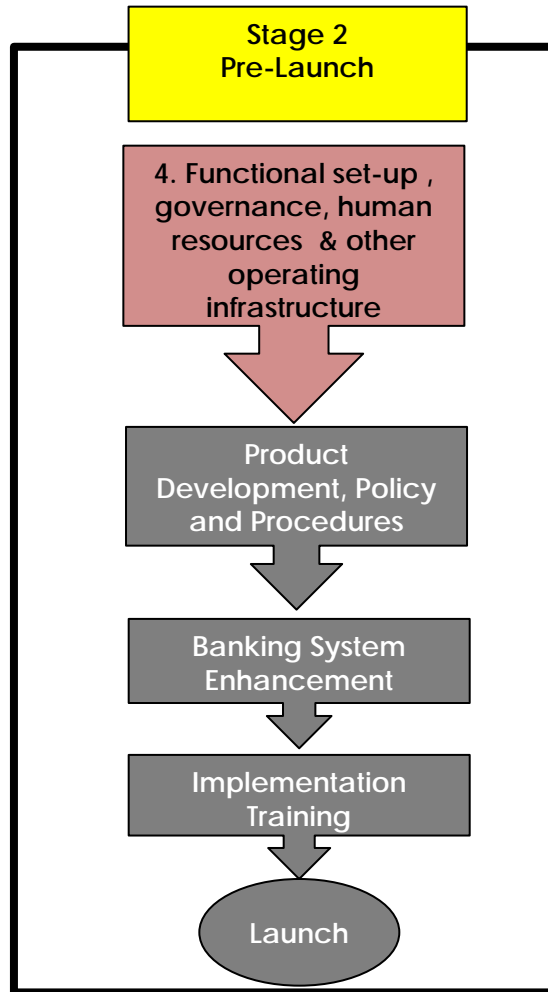 Stage 2
Pre-Launch
4. Functional set-up ,
governance, human
resources & other
operating
infrastructure
Product
Development, Policy
and Procedures
Banking System
Enhancement
Implementation
Training
Launch